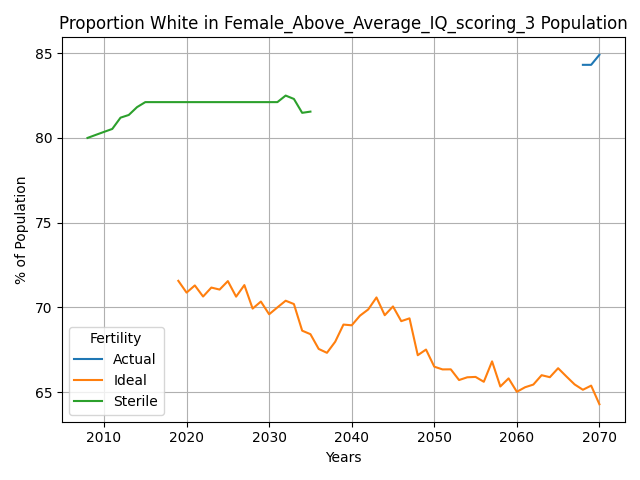 Proportion White in Female_Above_Average_IQ_scoring_3 Population
85
80
75
70
65
% of Population
Fertility
Actual
Ideal
Sterile
2010 2020 2030 2040 2050 2060 2070
Years